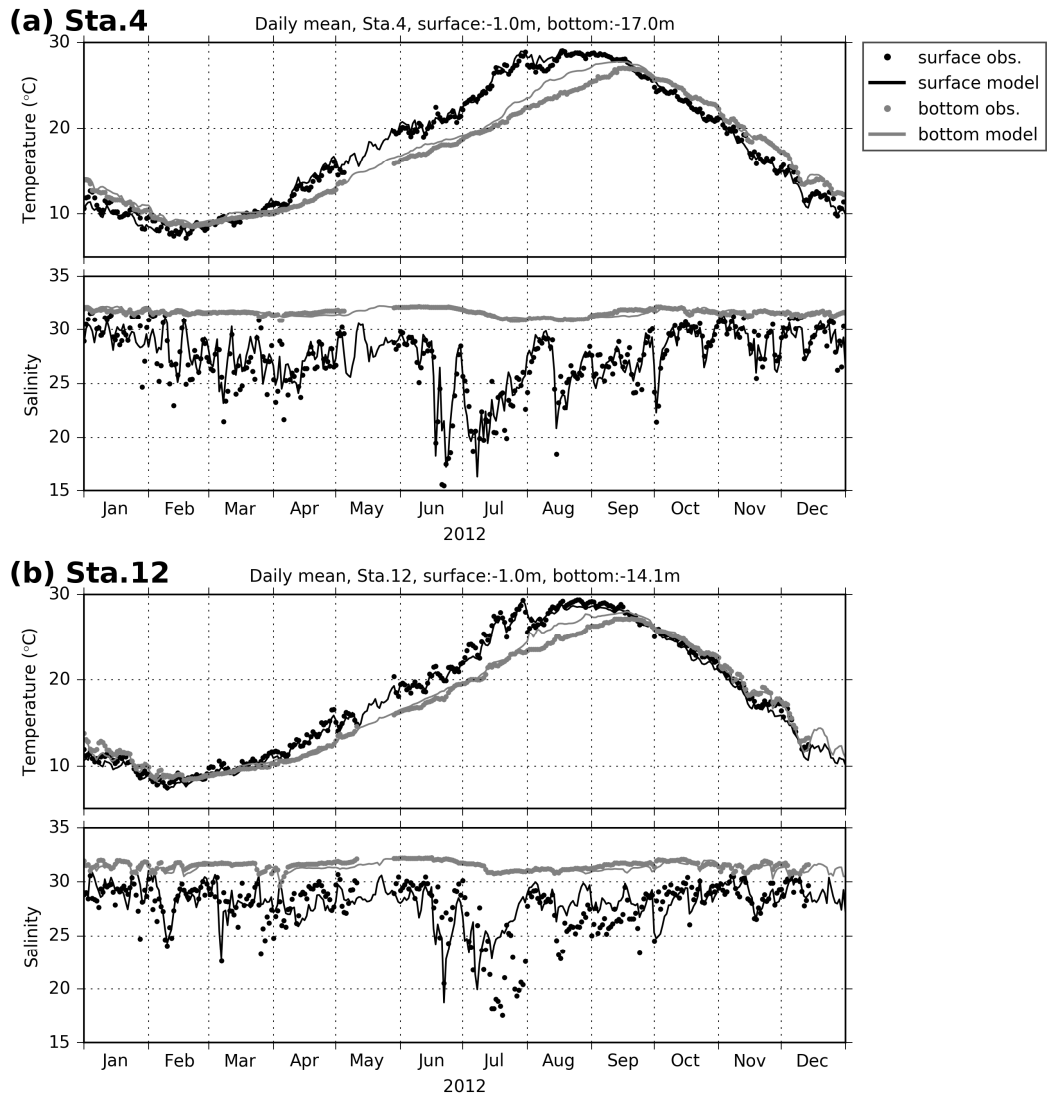 (a) Sta.4
Daily mean, Sta.4, surface:-1.0m, bottom:-17.0m
surface obs.
surface model
bottom obs.
bottom model
Temperature (°C)
30
20
10
Salinity
35
30
25
20
15
Jan Feb Mar Apr May Jun Jul Aug Sep Oct Nov Dec
2012
(b) Sta.12
Daily mean, Sta.12, surface:-1.0m, bottom:-14.1m
Temperature (°C)
30
20
10
Salinity
35
30
25
20
15
Jan Feb Mar Apr May Jun Jul Aug Sep Oct Nov Dec
2012